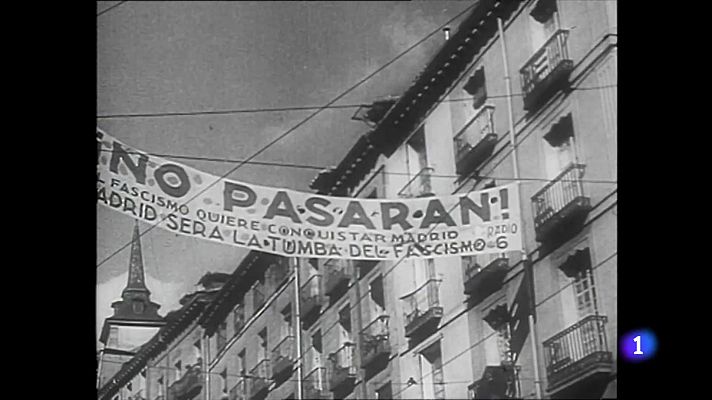 ¡NO PASARAN!
EL FASCISMO QUIERE CONQUISTAR MADRID
MADRID SERA LA TUMBA DEL FASCISMO
RADIO 6
1